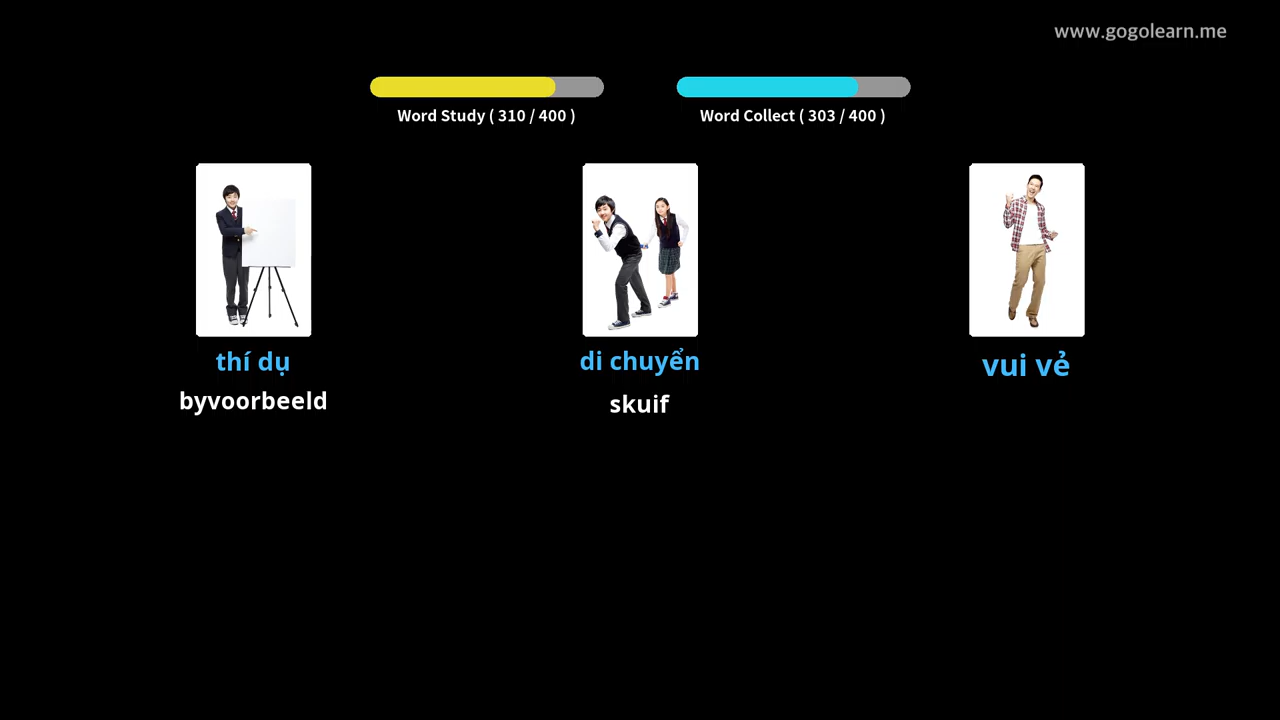 www.gogolearn.me
Word Study ( 310 / 400 )
Word Collect ( 303 / 400 )
thí dụ
byvoorbeeld
di chuyển
skuif
vui vẻ